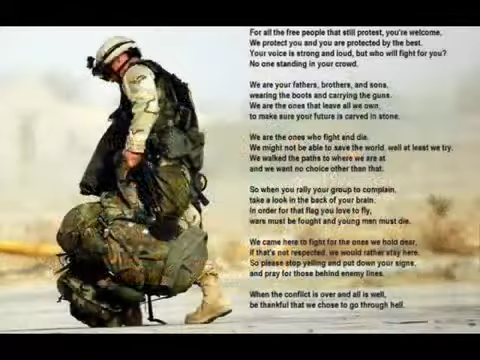 For all the free people that still protest, you're welcome,
We protect you and you are protected by the best.
Your voice is strong and loud, but who will fight for you?
No one standing in your crowd.
We are your fathers, brothers, and sons,
wearing the boots and carrying the guns.
We are the ones that leave all we own,
to make sure your future is carved in stone.
We are the ones who fight and die.
We might not be able to save the world, well at least we try.
We walked the paths to where we are at
and we want no choice other than that.
So when you rally your group to complain,
take a look in the back of your brain.
In order for that flag you love to fly,
wars must be fought and young men must die.
We came here to fight for the ones we hold dear,
if that's not respected, we would rather stay here.
So please stop yelling and put down your signs,
and pray for those behind enemy lines.
When the conflict is over and all is well,
be thankful that we chose to go through hell.